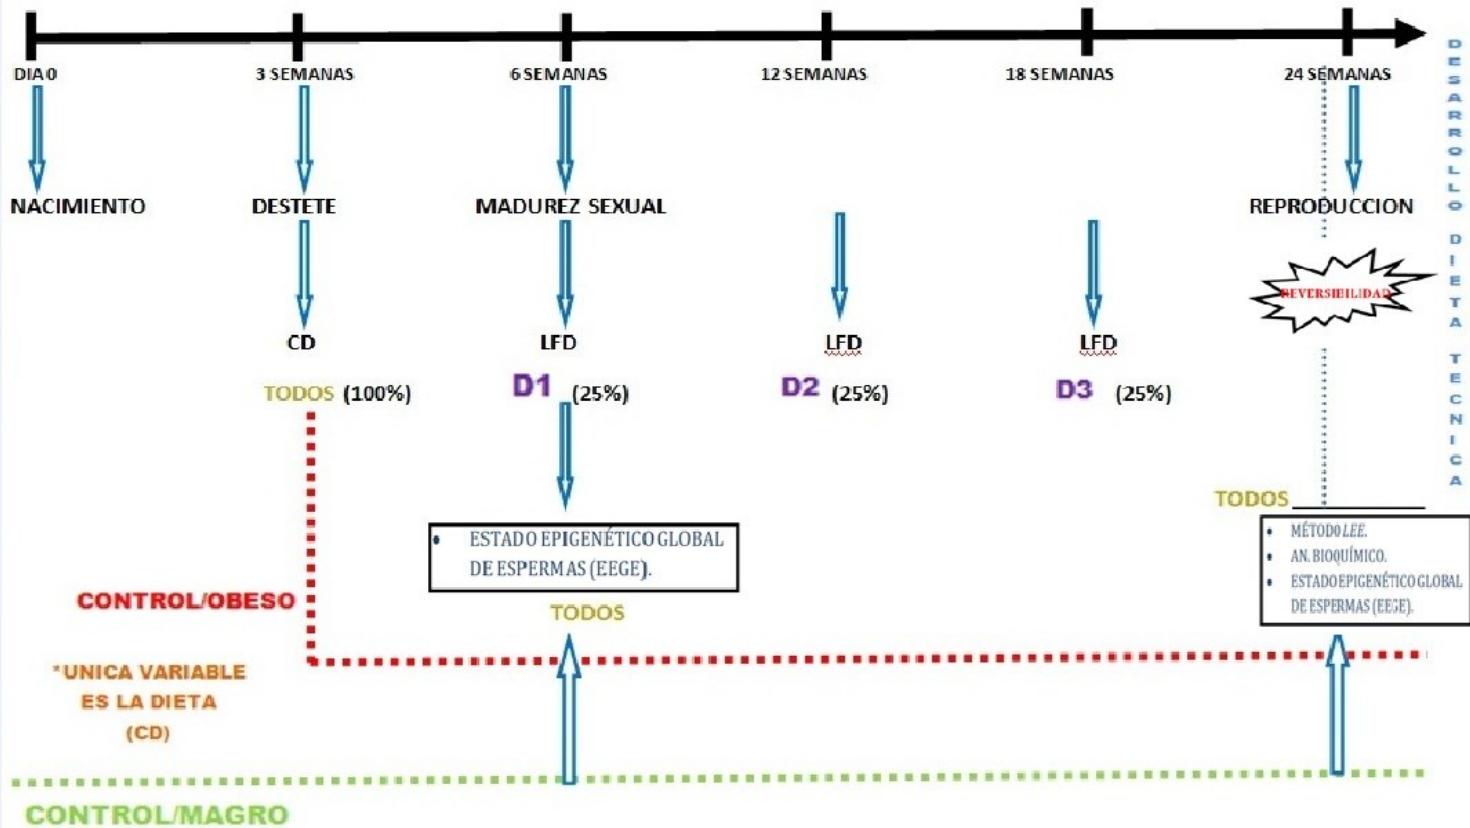 DIA 0
3 SEMANAS
6 SEMANAS
12 SEMANAS
18 SEMANAS
24 SEMANAS
NACIMIENTO
DESTETE
MADUREZ SEXUAL
REPRODUCCION
REVERSIBILIDAD
CD
LFD
LFD
LFD
TODOS (100%)
D1 (25%)
D2 (25%)
D3 (25%)
DESARROLLO DIETA TECNICA
TODOS
• MÉTODO LEE.
• AN. BIOQUÍMICO.
• ESTADO EPIGENÉTICO GLOBAL
DE ESPERMAS (EEGE).
• ESTADO EPIGENÉTICO GLOBAL
DE ESPERMAS (EEGE).
TODOS
CONTROL/OBESO
*UNICA VARIABLE
ES LA DIETA
(CD)
CONTROL/MAGRO